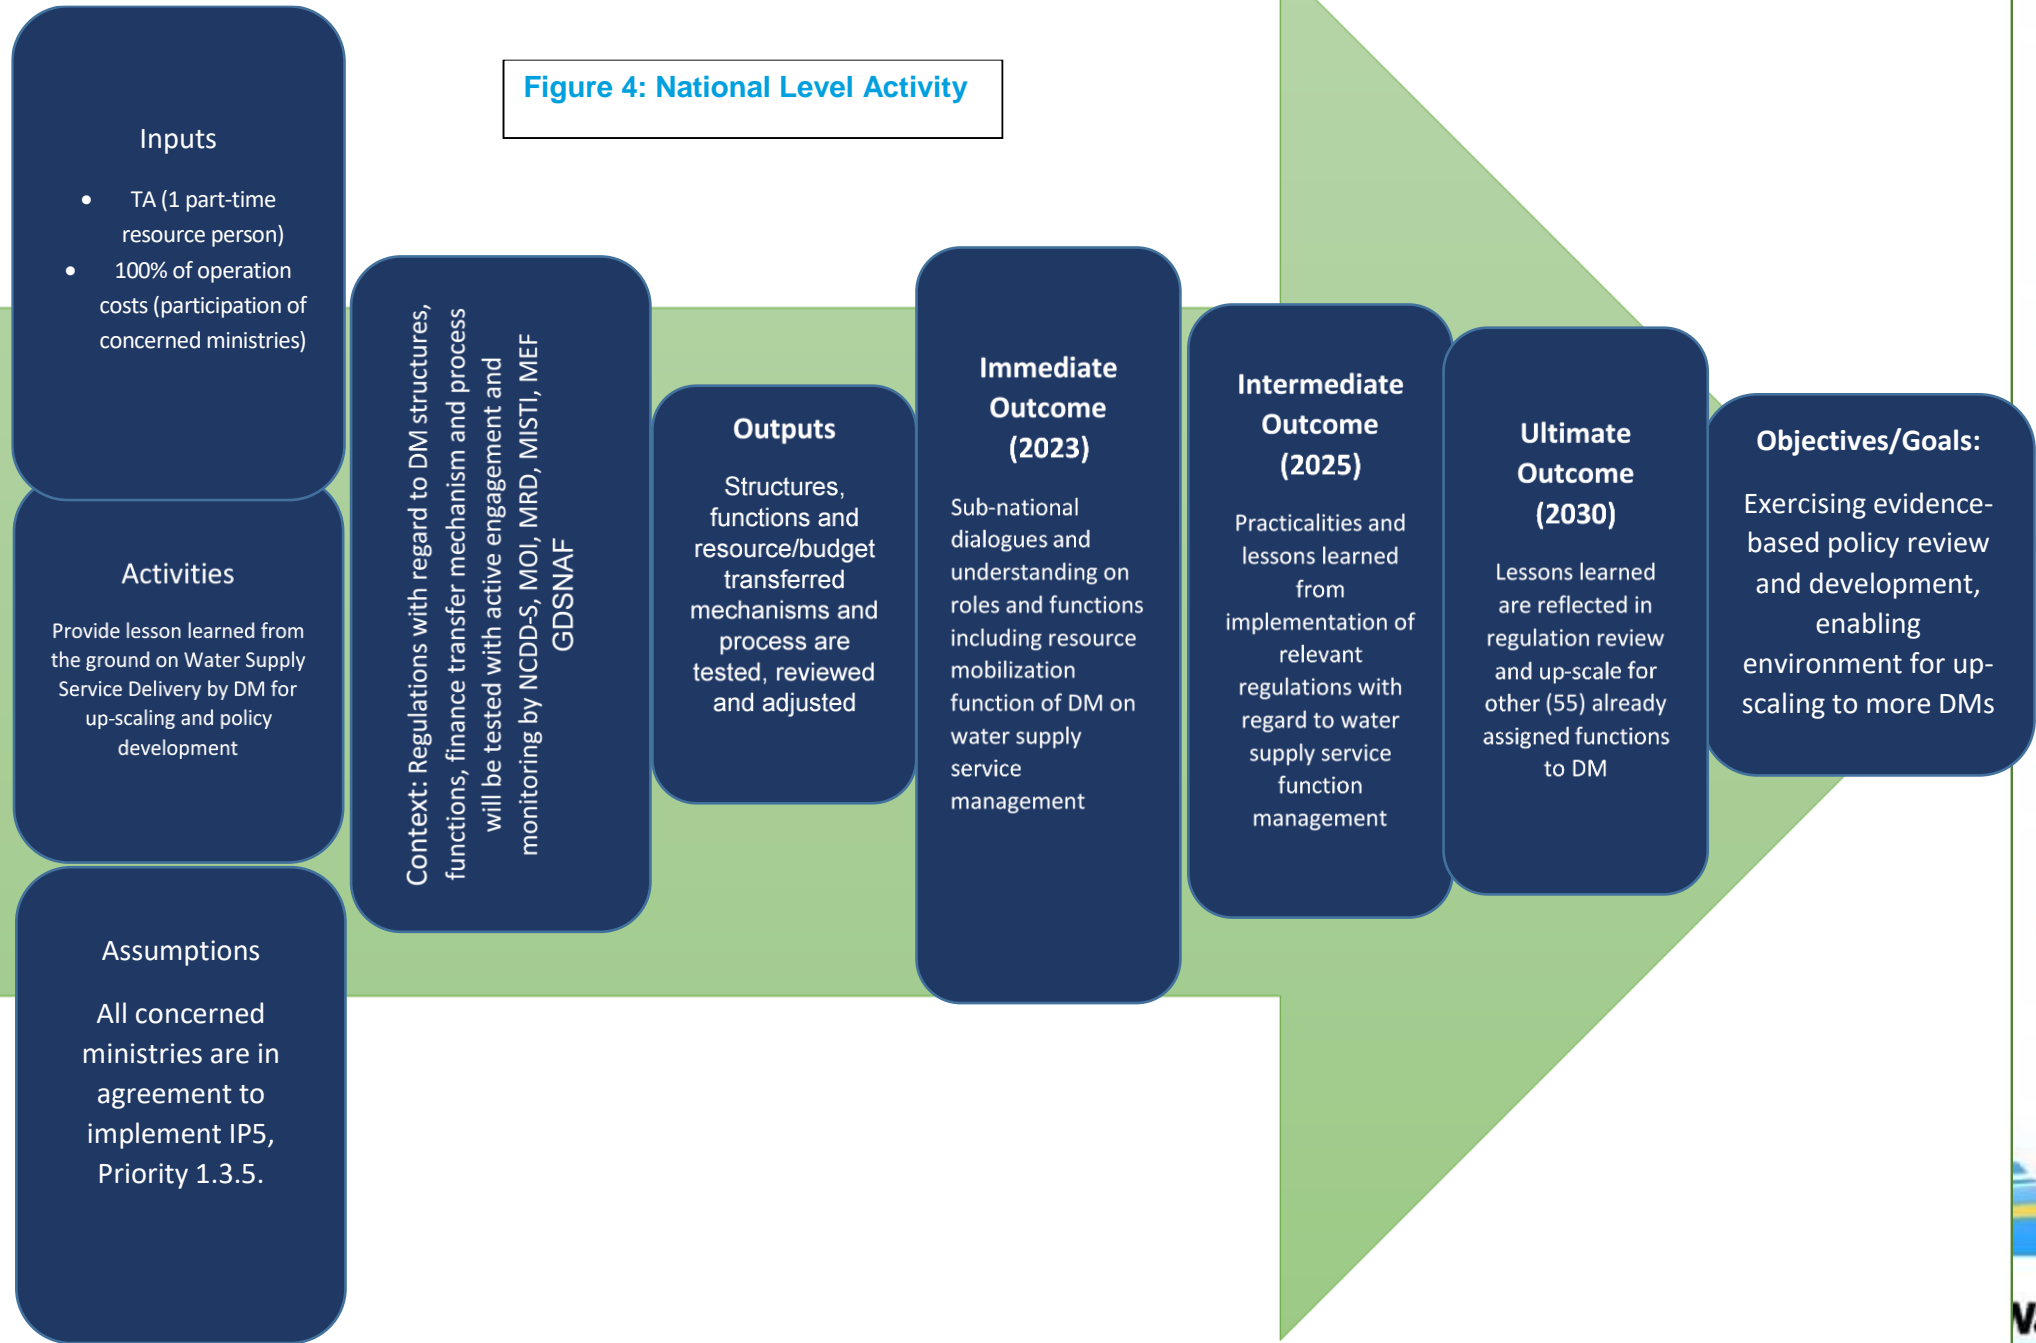 Figure 4: National Level Activity
Inputs
• TA (1 part-time
resource person)
• 100% of operation
costs (participation of
concerned ministries)
Activities
Provide lesson learned from
the ground on Water Supply
Service Delivery by DM for
up-scaling and policy
development
Assumptions
All concerned
ministries are in
agreement to
implement IP5,
Priority 1.3.5.
Context: Regulations with regard to DM structures,
functions, finance transfer mechanism and process
will be tested with active engagement and
monitoring by NCDD-S, MOI, MRD, MISTI, MEF
GDSNAF
Outputs
Structures,
functions and
resource/budget
transferred
mechanisms and
process are
tested, reviewed
and adjusted
Immediate
Outcome
(2023)
Sub-national
dialogues and
understanding on
roles and functions
including resource
mobilization
function of DM on
water supply
service
management
Intermediate
Outcome
(2025)
Practicalities and
lessons learned
from
implementation of
relevant
regulations with
regard to water
supply service
function
management
Ultimate
Outcome
(2030)
Lessons learned
are reflected in
regulation review
and up-scale for
other (55) already
assigned functions
to DM
Objectives/Goals:
Exercising evidence-
based policy review
and development,
enabling
environment for up-
scaling to more DMs